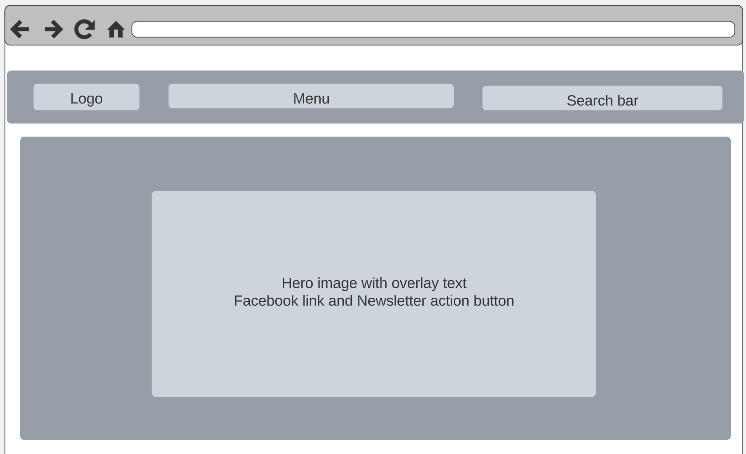 Logo
Menu
Search bar
Hero image with overlay text
Facebook link and Newsletter action button